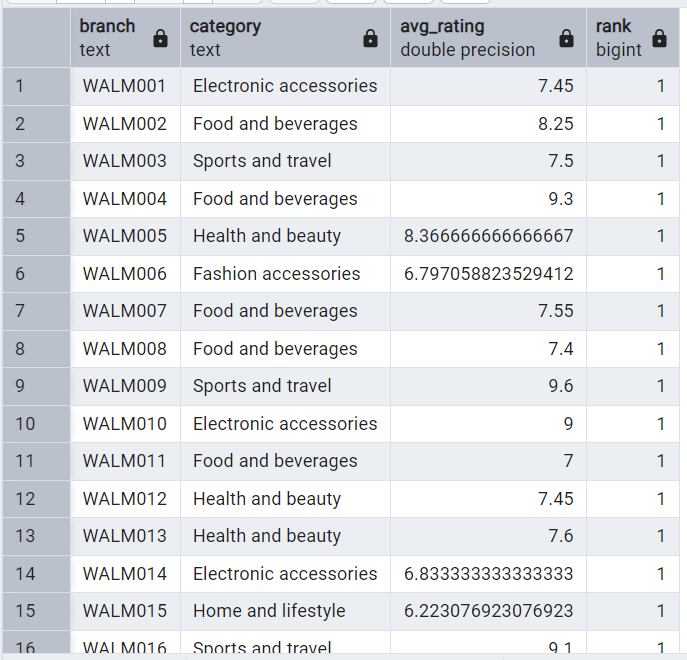 branch category avg_rating rank
text text double precision bigint
1 WALM001 Electronic accessories 7.45 1
2 WALM002 Food and beverages 8.25 1
3 WALM003 Sports and travel 7.5 1
4 WALM004 Food and beverages 9.3 1
5 WALM005 Health and beauty 8.366666666666667 1
6 WALM006 Fashion accessories 6.797058823529412 1
7 WALM007 Food and beverages 7.55 1
8 WALM008 Food and beverages 7.4 1
9 WALM009 Sports and travel 9.6 1
10 WALM010 Electronic accessories 9 1
11 WALM011 Food and beverages 7 1
12 WALM012 Health and beauty 7.45 1
13 WALM013 Health and beauty 7.6 1
14 WALM014 Electronic accessories 6.833333333333333 1
15 WALM015 Home and lifestyle 6.223076923076923 1
16 WALM016 Sports and travel 9.1 1